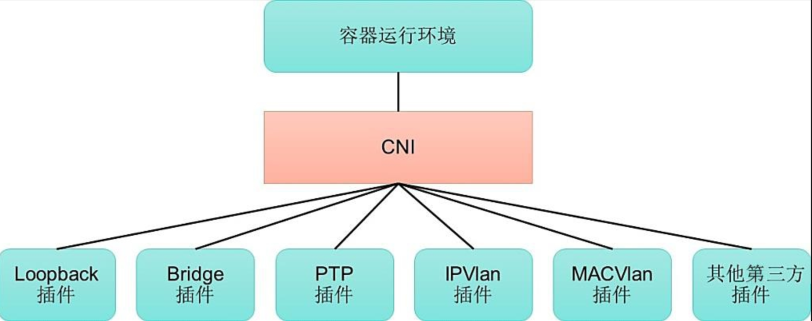 容器运行环境
CNI
Loopback
插件
Bridge
插件
PTP
插件
IPVlan
插件
MACVlan
插件
其他第三方
插件